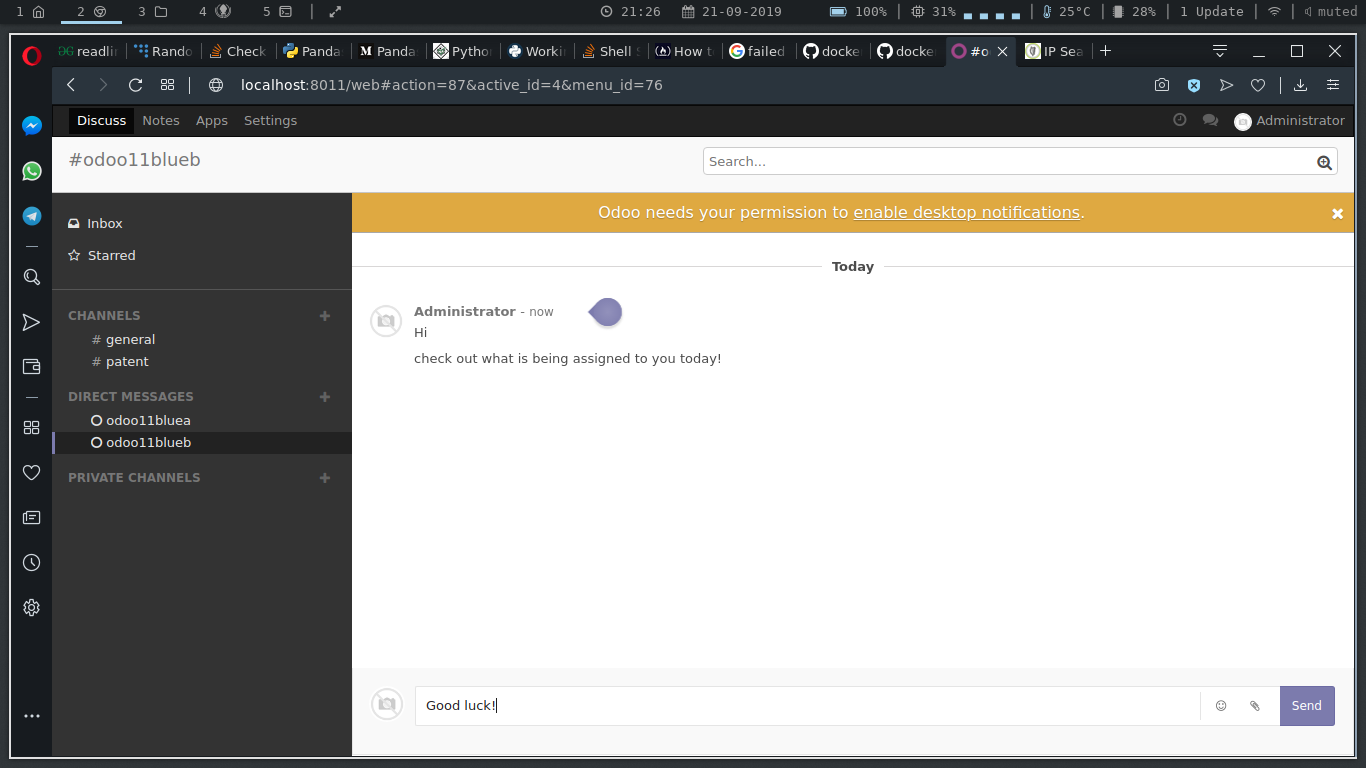 1 2 3 4 5 21:26 21-09-2019 100% 31% 25°C 28% 1 Update muted
readlin Rando Check Panda Panda Pytho Worki Shell S How t failed docke docke #o IP Sea
localhost:8011/web#action=87&active_id=4&menu_id=76
Discuss Notes Apps Settings Administrator
#odoo11blueb Search...
Odoo needs your permission to enable desktop notifications.
Inbox
Starred
CHANNELS
# general
# patent
DIRECT MESSAGES
odoo11bluea
odoo11blueb
PRIVATE CHANNELS
Today
Administrator - now
Hi
check out what is being assigned to you today!
Good luck! Send